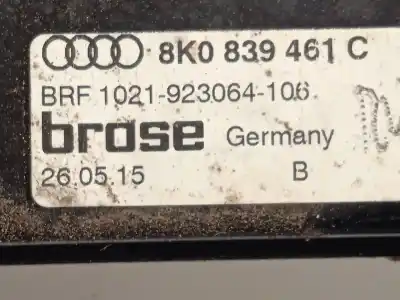 8K0 839 461 C
BRF 1021-923064-106
brose Germany
26.05.15 B